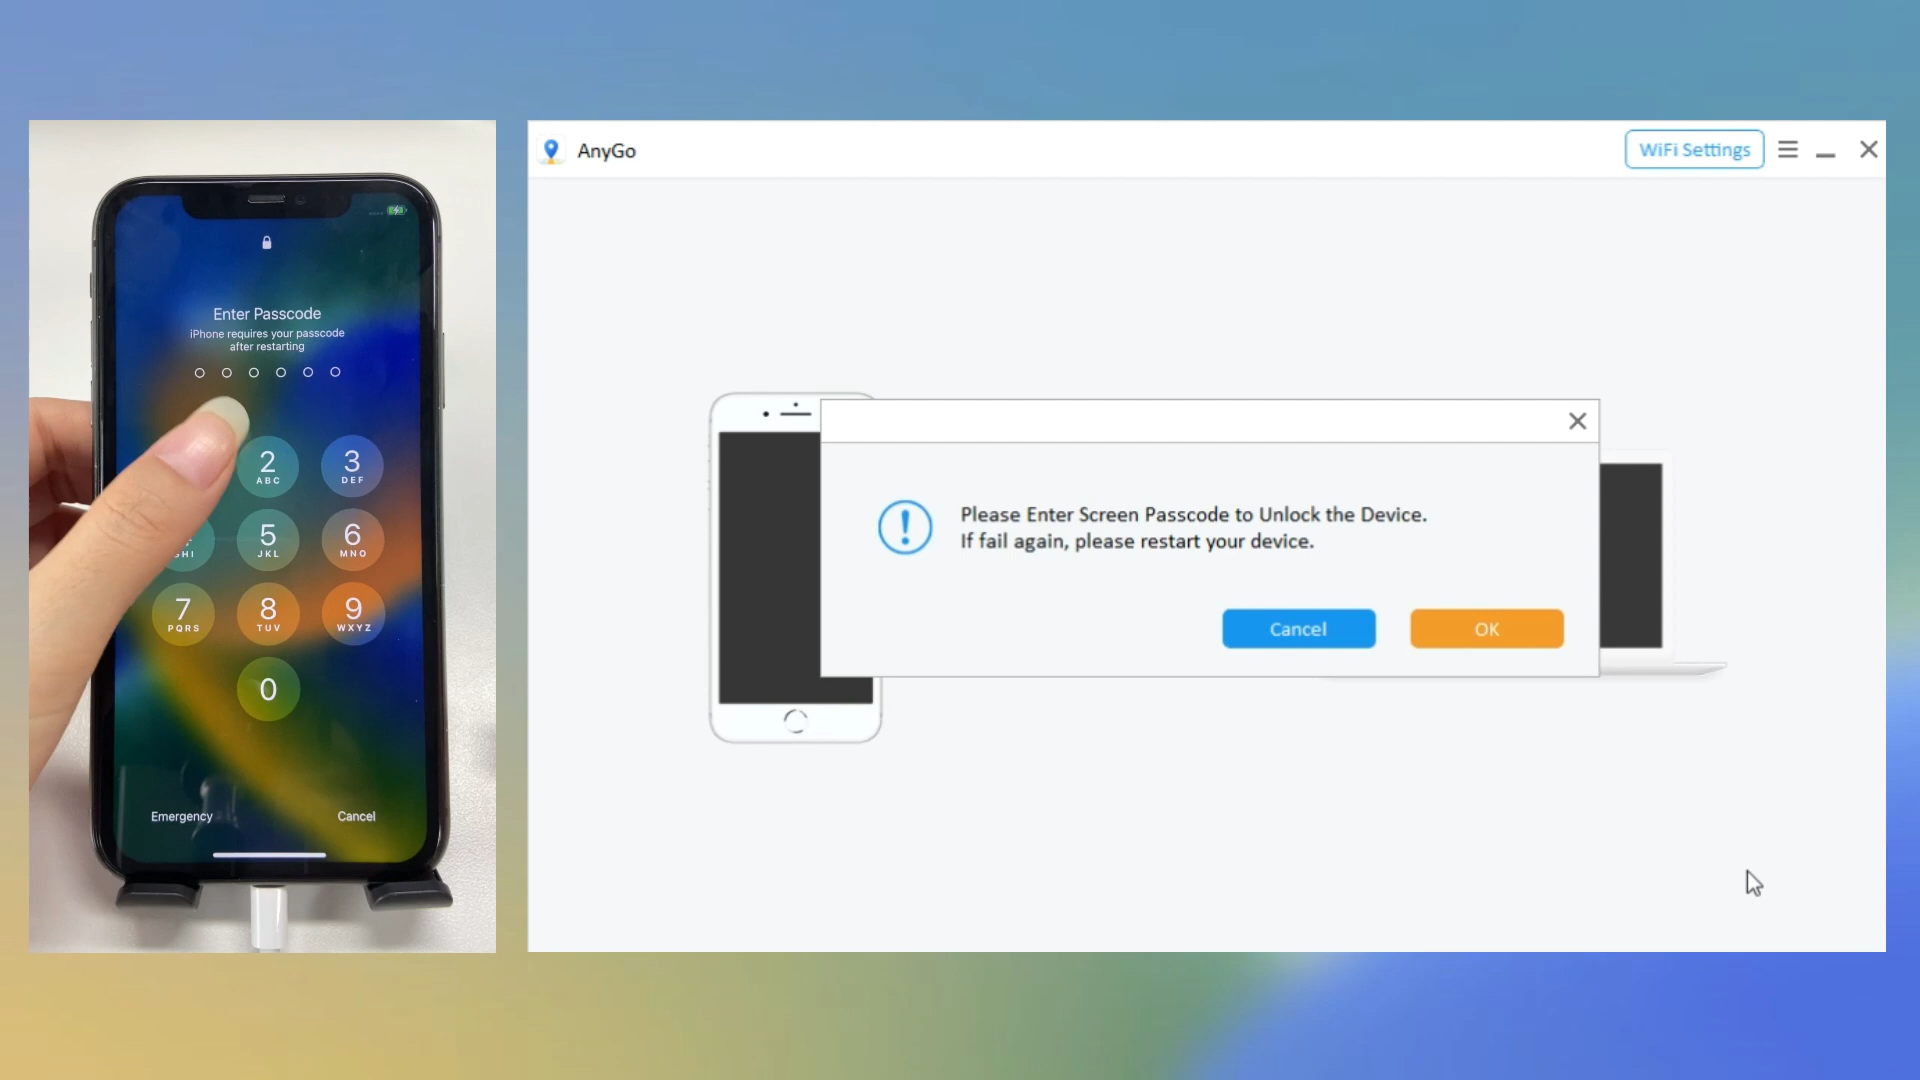 Enter Passcode
iPhone requires your passcode
after restarting
2
ABC
3
DEF
5
JKL
6
MNO
7
PQRS
8
TUV
9
WXYZ
0
Emergency
Cancel
AnyGo
WiFi Settings
Please Enter Screen Passcode to Unlock the Device.
If fail again, please restart your device.
Cancel
OK